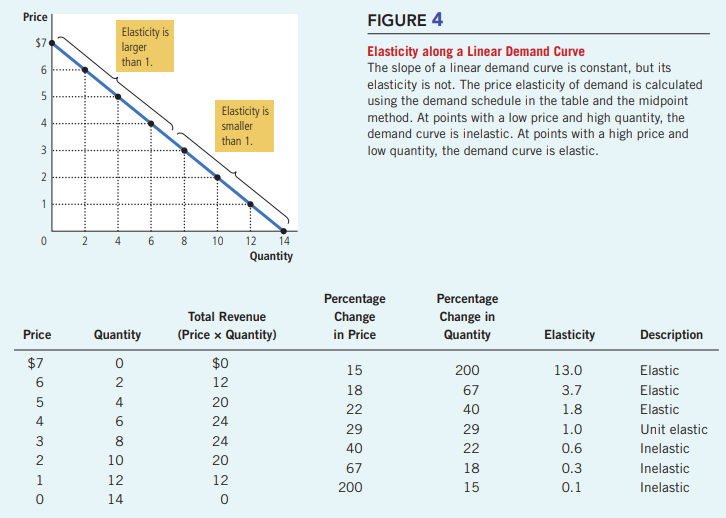 Price
$7
6
5
4
3
2
1
0 2 4 6 8 10 12 14
Quantity
Elasticity is
larger
than 1.
Elasticity is
smaller
than 1.
FIGURE 4
Elasticity along a Linear Demand Curve
The slope of a linear demand curve is constant, but its
elasticity is not. The price elasticity of demand is calculated
using the demand schedule in the table and the midpoint
method. At points with a low price and high quantity, the
demand curve is inelastic. At points with a high price and
low quantity, the demand curve is elastic.
Percentage Percentage
Total Revenue Change Change in
Price Quantity (Price × Quantity) in Price Quantity Elasticity Description
$7 0 $0
15 200 13.0 Elastic
6 2 12
18 67 3.7 Elastic
5 4 20
22 40 1.8 Elastic
4 6 24
29 29 1.0 Unit elastic
3 8 24
40 22 0.6 Inelastic
2 10 20
67 18 0.3 Inelastic
1 12 12
200 15 0.1 Inelastic
0 14 0